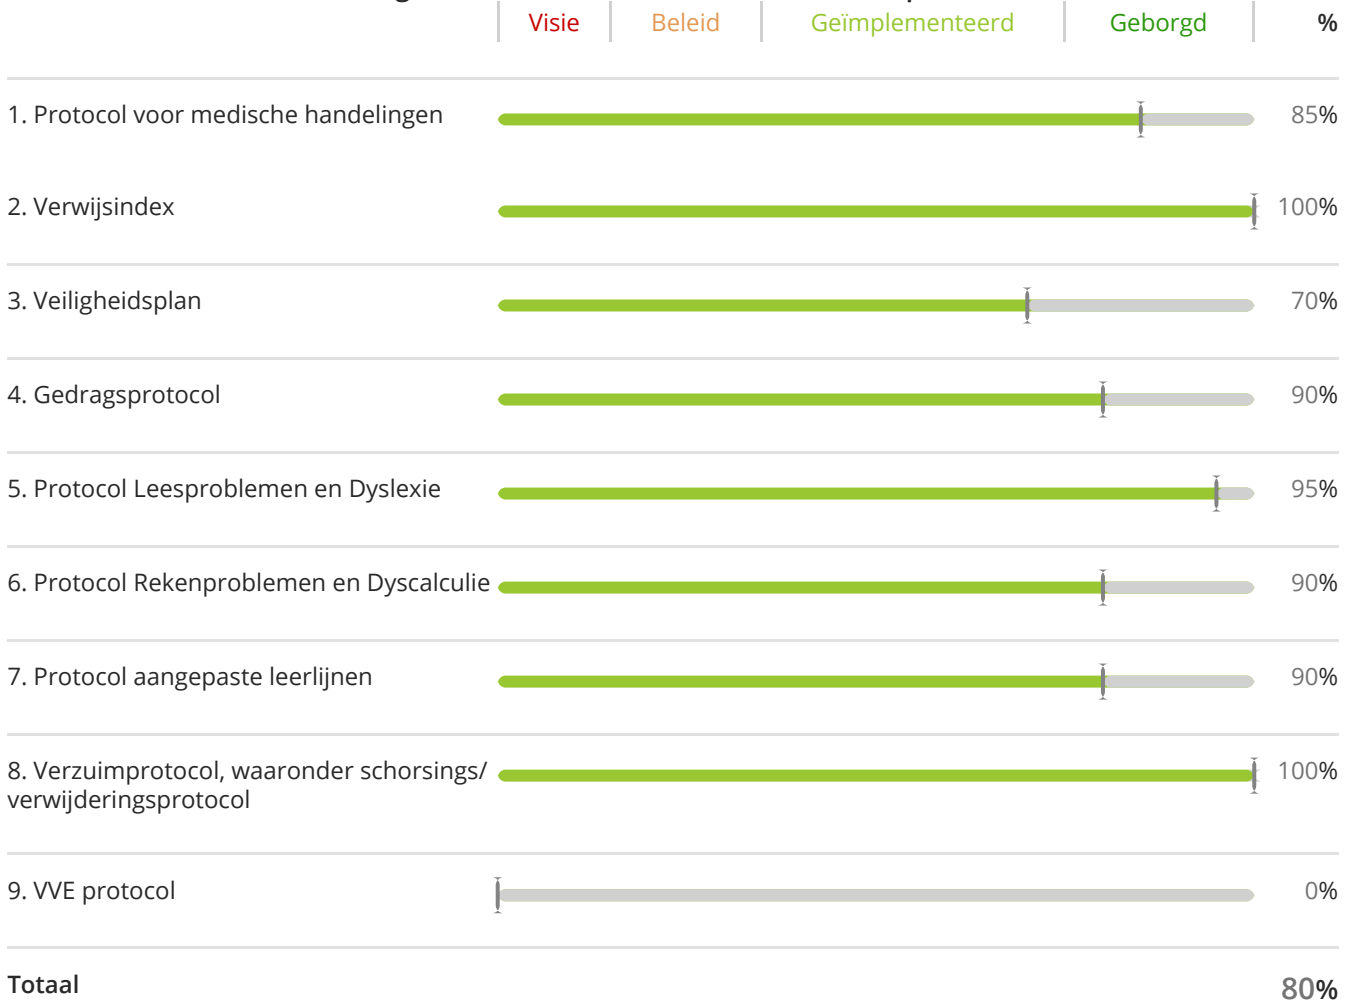 Visie Beleid Geïmplementeerd Geborgd %
1. Protocol voor medische handelingen 85%
2. Verwijsindex 100%
3. Veiligheidsplan 70%
4. Gedragsprotocol 90%
5. Protocol Leesproblemen en Dyslexie 95%
6. Protocol Rekenproblemen en Dyscalculie 90%
7. Protocol aangepaste leerlijnen 90%
8. Verzuimprotocol, waaronder schorsings/ 100%
verwijderingsprotocol
9. VVE protocol 0%
Totaal 80%